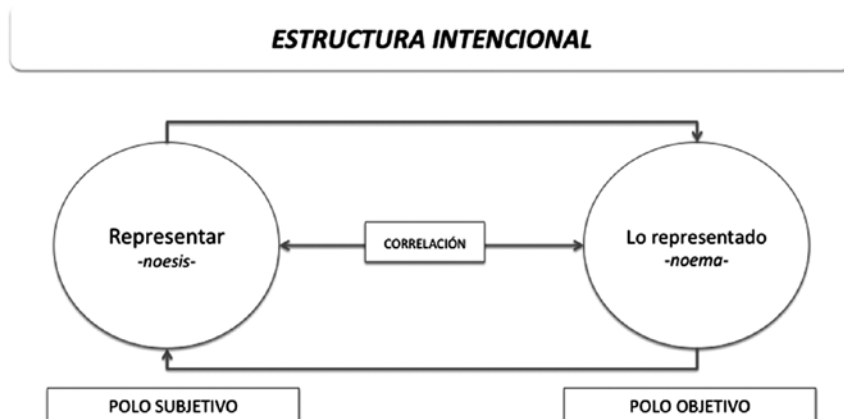 ESTRUCTURA INTENCIONAL
Representar
-noesis-
CORRELACIÓN
Lo representado
-noema-
POLO SUBJETIVO
POLO OBJETIVO